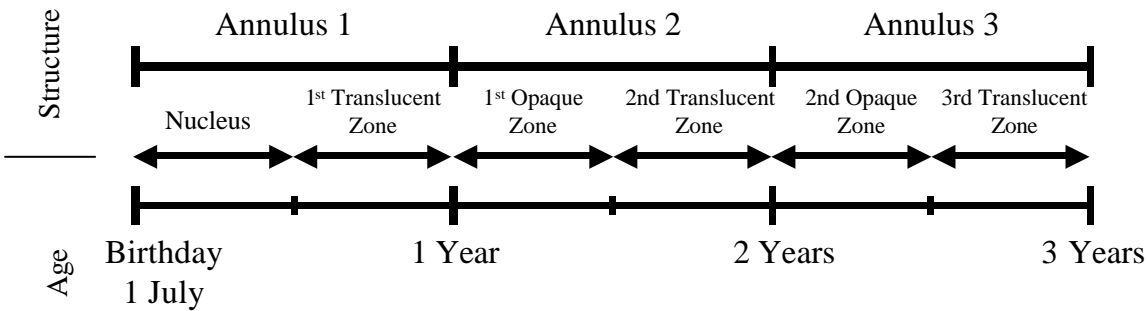 Structure
Annulus 1
Annulus 2
Annulus 3
Nucleus
1st Translucent
Zone
1st Opaque
Zone
2nd Translucent
Zone
2nd Opaque
Zone
3rd Translucent
Zone
Age
Birthday
1 July
1 Year
2 Years
3 Years